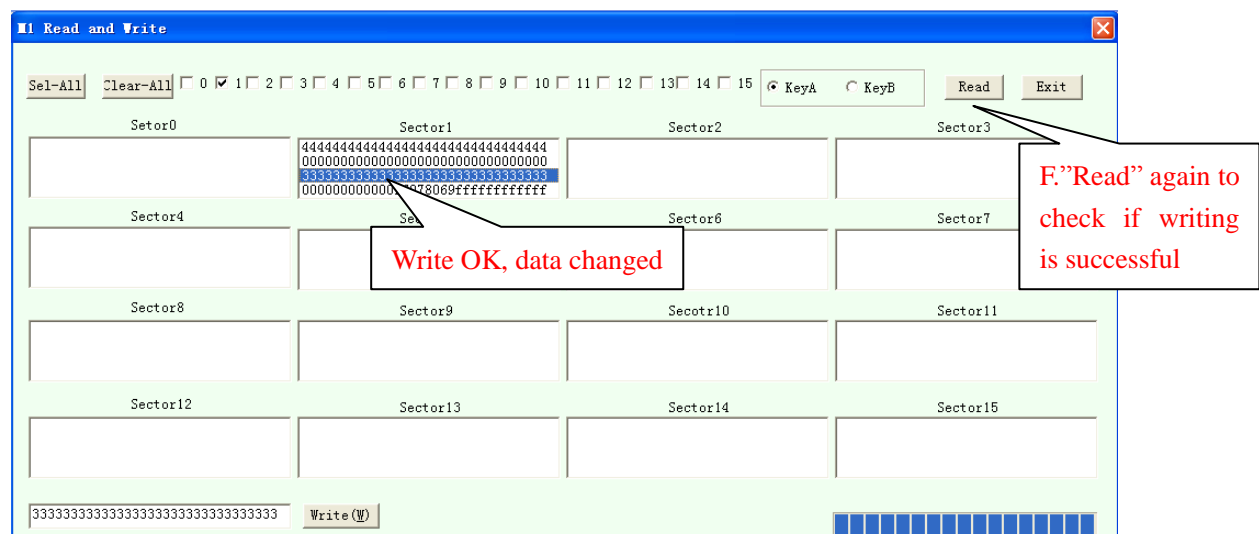 M1 Read and Write
Sel-All Clear-All 0 1 2 3 4 5 6 7 8 9 10 11 12 13 14 15 KeyA KeyB Read Exit
Setor0 Sector1 Sector2 Sector3
44444444444444444444444444444444
00000000000000000000000000000000
33333333333333333333333333333333
078069ffffffffffff
F.”Read” again to
check if writing
is successful
Sector4 Sector6 Sector7
Write OK, data changed
Sector8 Sector9 Secotr10 Sector11
Sector12 Sector13 Sector14 Sector15
33333333333333333333333333333333 Write(W)